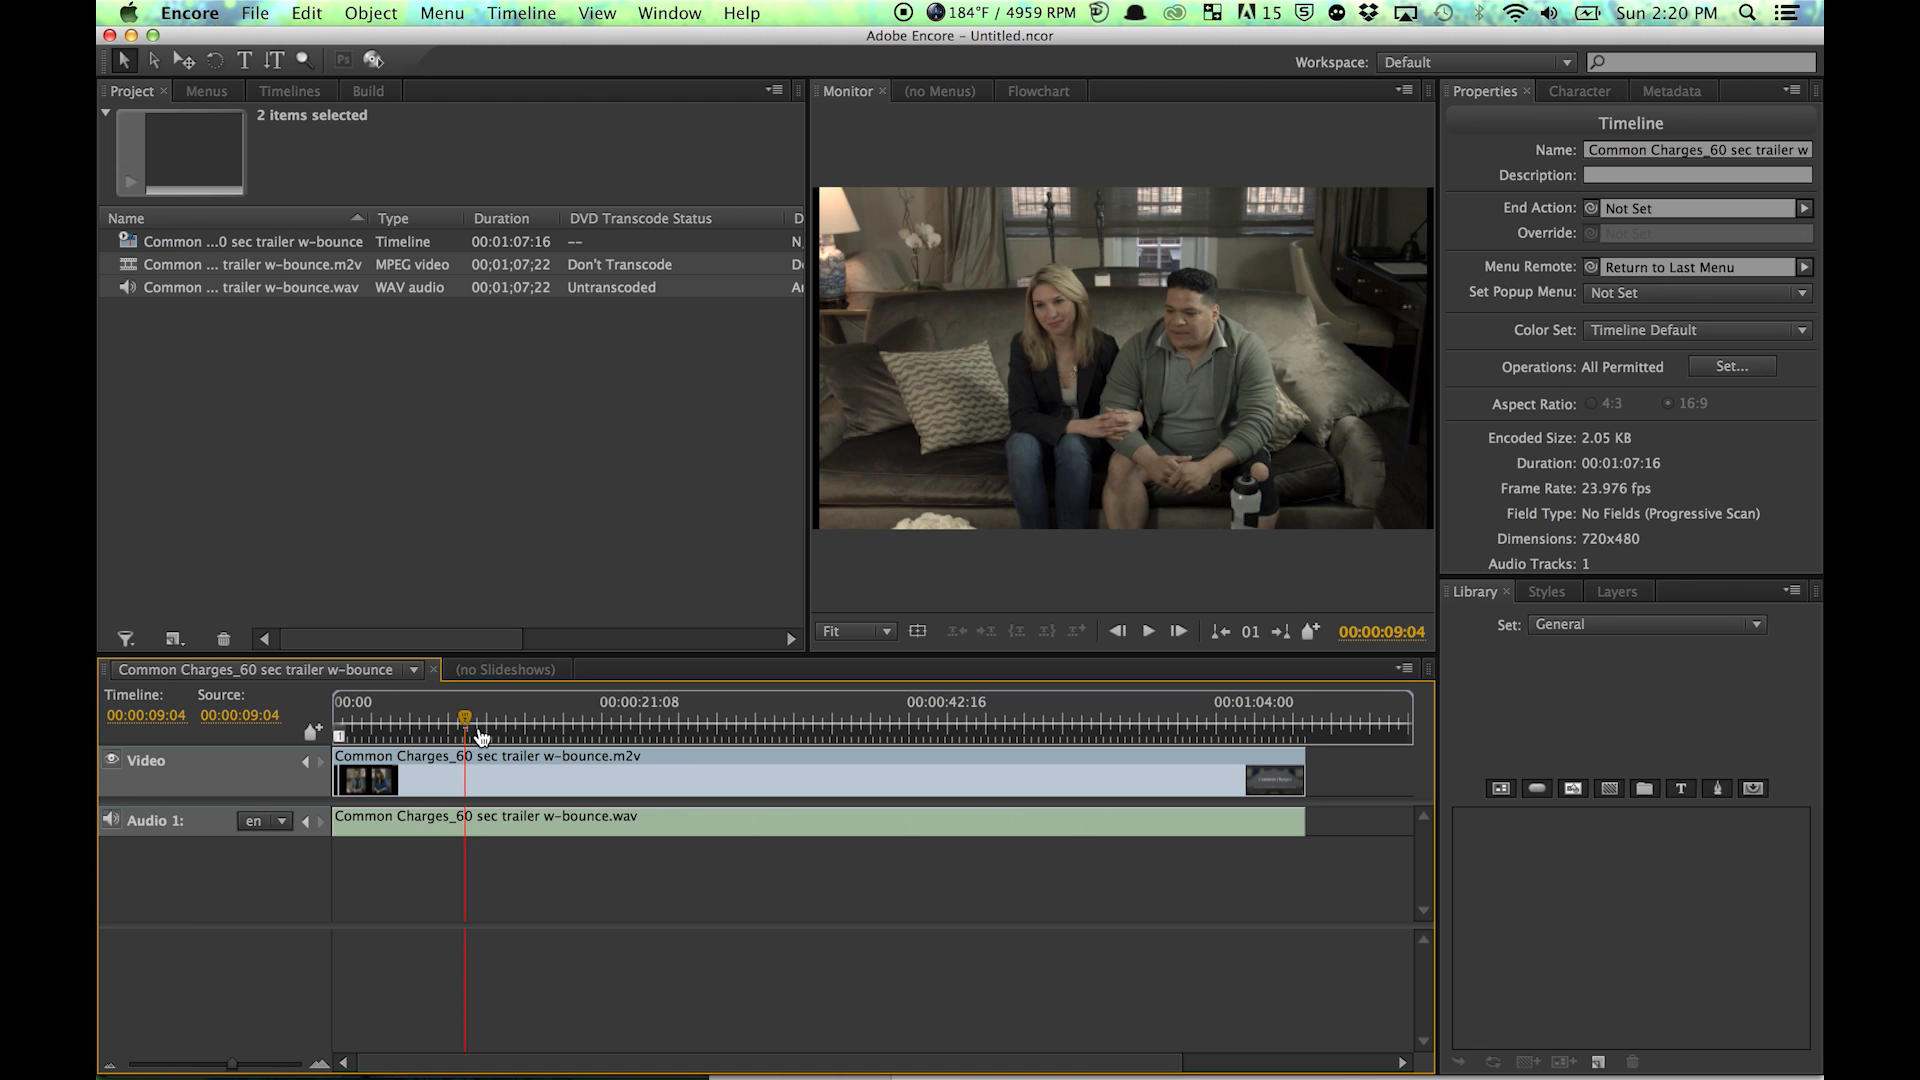 Encore File Edit Object Menu Timeline View Window Help 184°F / 4959 RPM 15 Sun 2:20 PM
Adobe Encore – Untitled.ncor
Workspace: Default
Project Menus Timelines Build
2 items selected
Name Type Duration DVD Transcode Status D
Common ...0 sec trailer w-bounce Timeline 00:01:07:16 -- N
Common ... trailer w-bounce.m2v MPEG video 00;01;07;22 Don't Transcode D
Common ... trailer w-bounce.wav WAV audio 00;01;07;22 Untranscoded A
Monitor (no Menus) Flowchart
Fit 01 00:00:09:04
Properties Character Metadata
Timeline
Name: Common Charges_60 sec trailer w
Description:
End Action: Not Set
Override: Not Set
Menu Remote: Return to Last Menu
Set Popup Menu: Not Set
Color Set: Timeline Default
Operations: All Permitted Set...
Aspect Ratio: 4:3 16:9
Encoded Size: 2.05 KB
Duration: 00:01:07:16
Frame Rate: 23.976 fps
Field Type: No Fields (Progressive Scan)
Dimensions: 720x480
Audio Tracks: 1
Library Styles Layers
Set: General
T
Common Charges_60 sec trailer w-bounce (no Slideshows)
Timeline: Source:
00:00:09:04 00:00:09:04
00:00 00:00:21:08 00:00:42:16 00:01:04:00
1
Video Common Charges_60 sec trailer w-bounce.m2v
Common Charges
Audio 1: en Common Charges_60 sec trailer w-bounce.wav